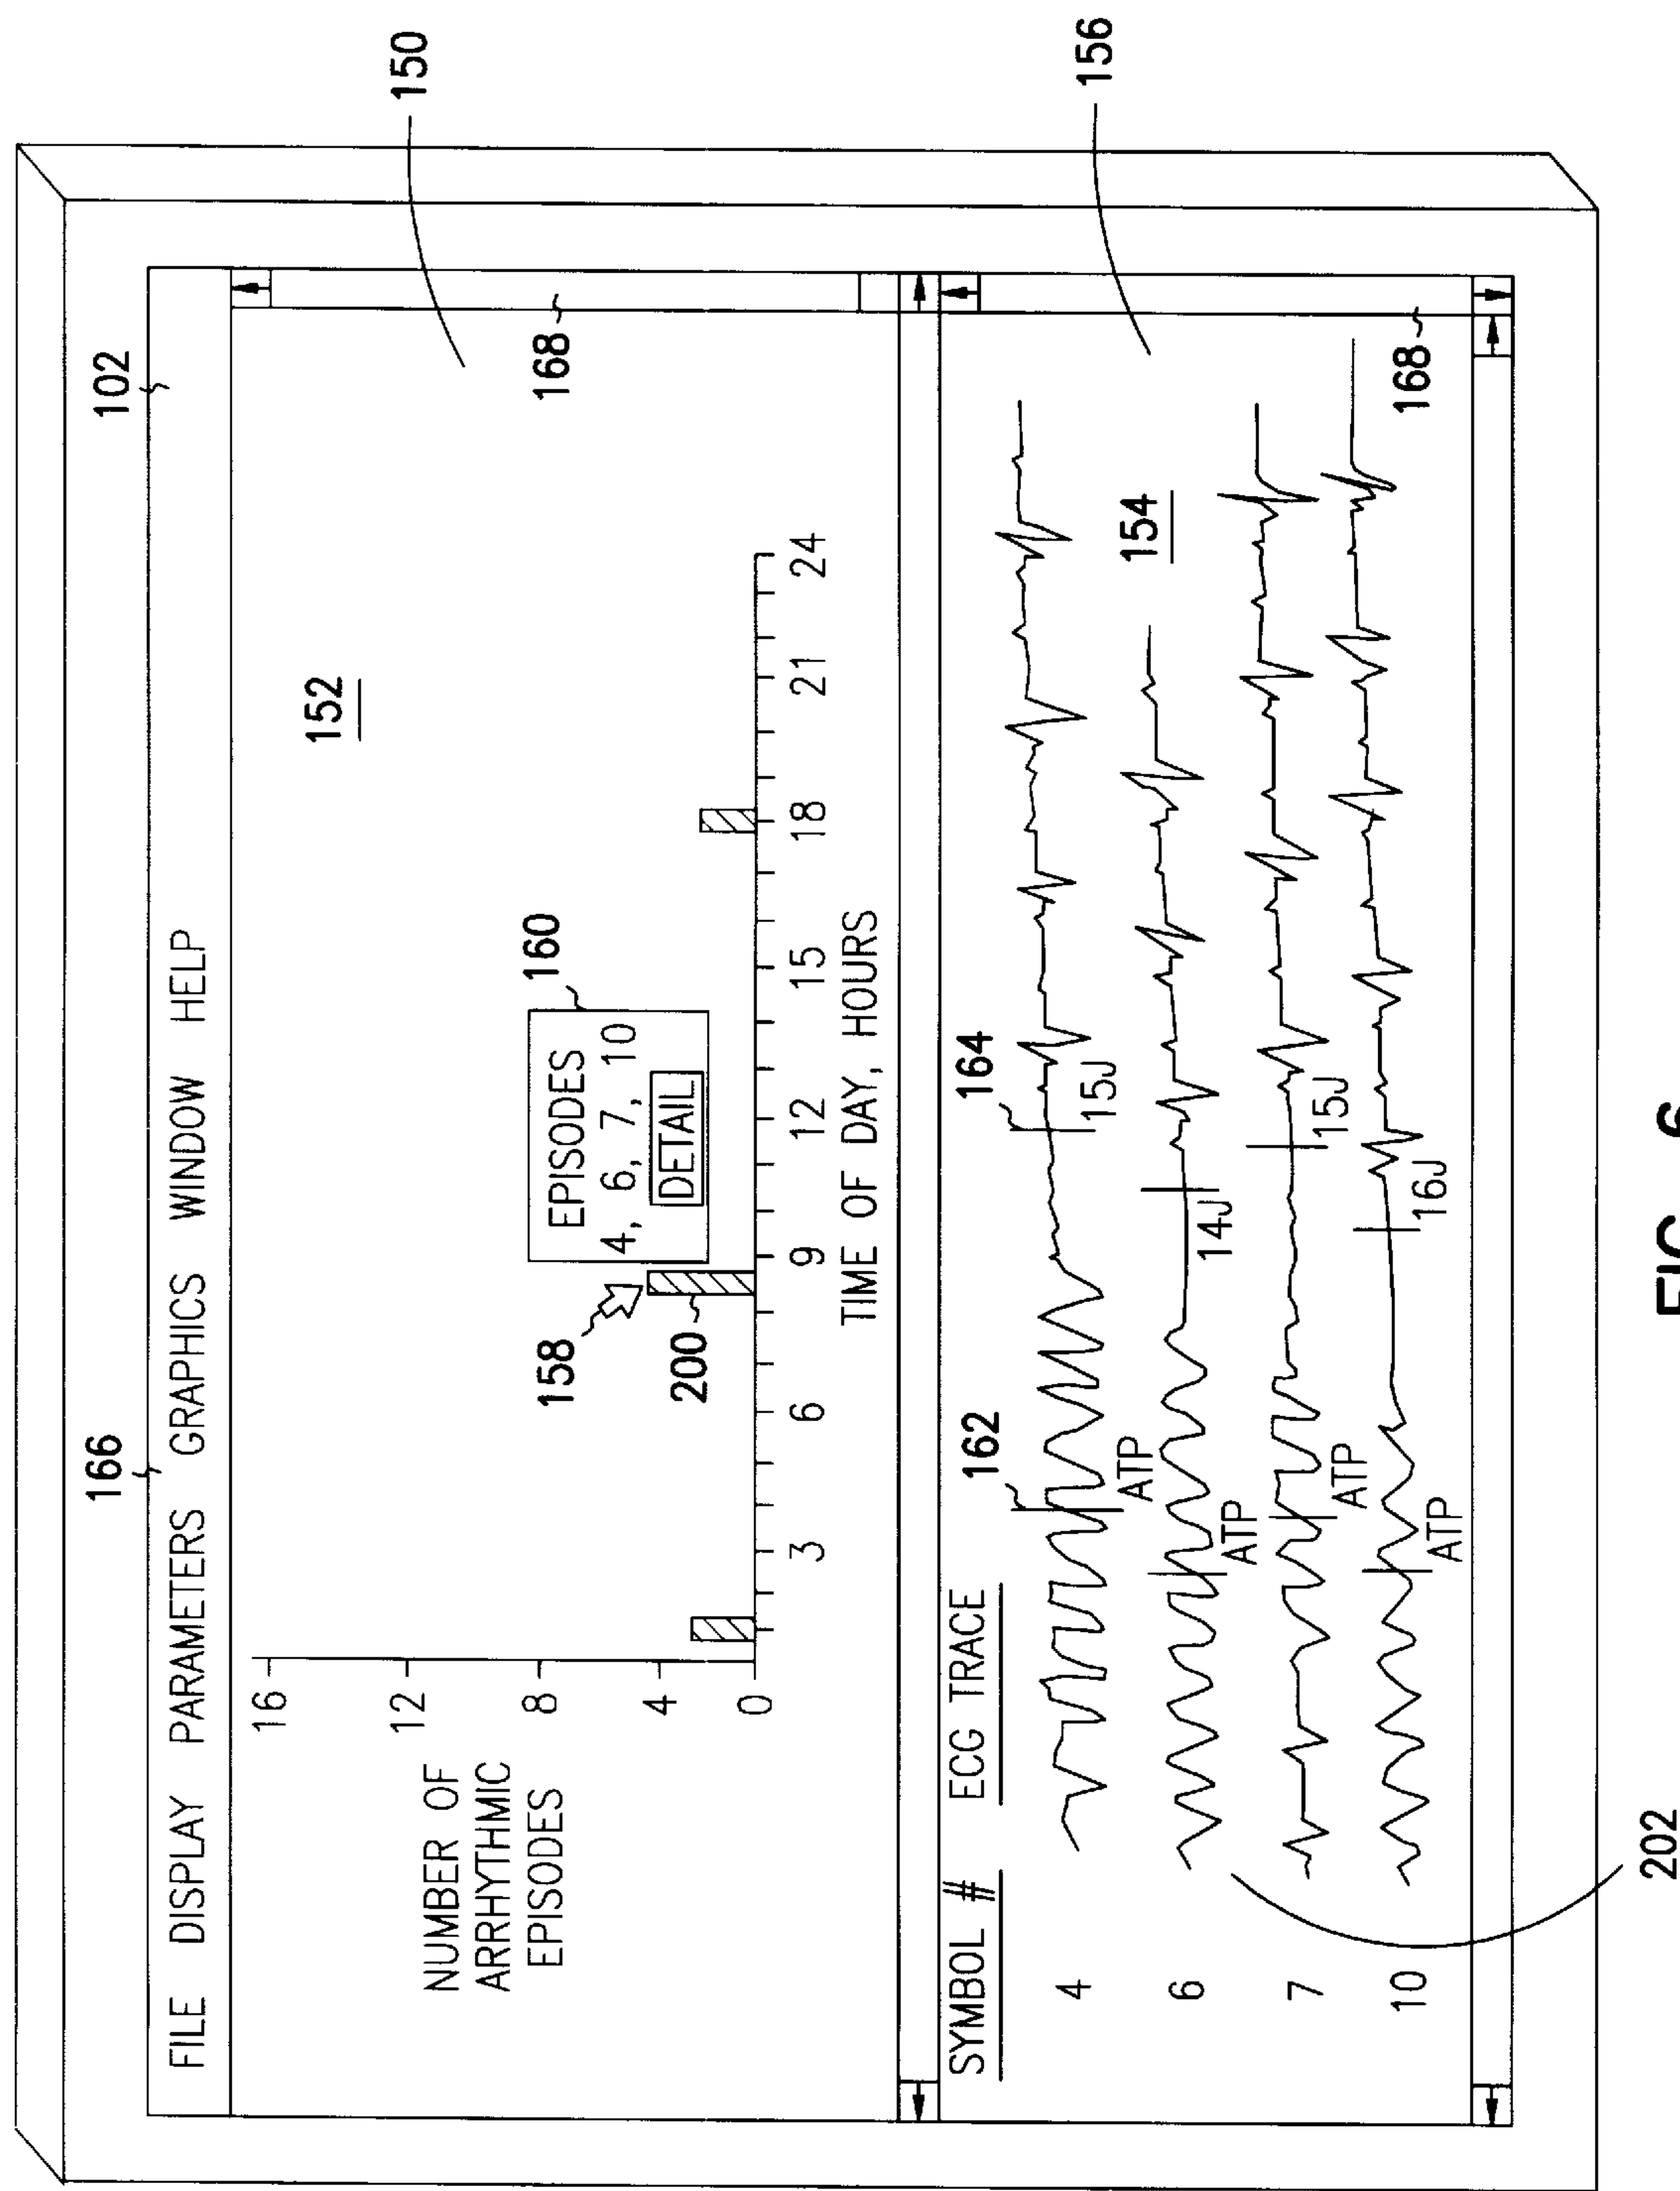 150
102
166
FILE DISPLAY PARAMETERS GRAPHICS WINDOW HELP
152
NUMBER OF
ARRHYTHMIC
EPISODES
16
12
8
4
0
158
200
EPISODES
4, 6, 7, 10
DETAIL
160
168
3 6 9 12 15 18 21 24
TIME OF DAY, HOURS
156
SYMBOL # ECG TRACE
162
164
4
ATP
15J
154
6
ATP
14J
7
ATP
15J
10
ATP
16J
168
202